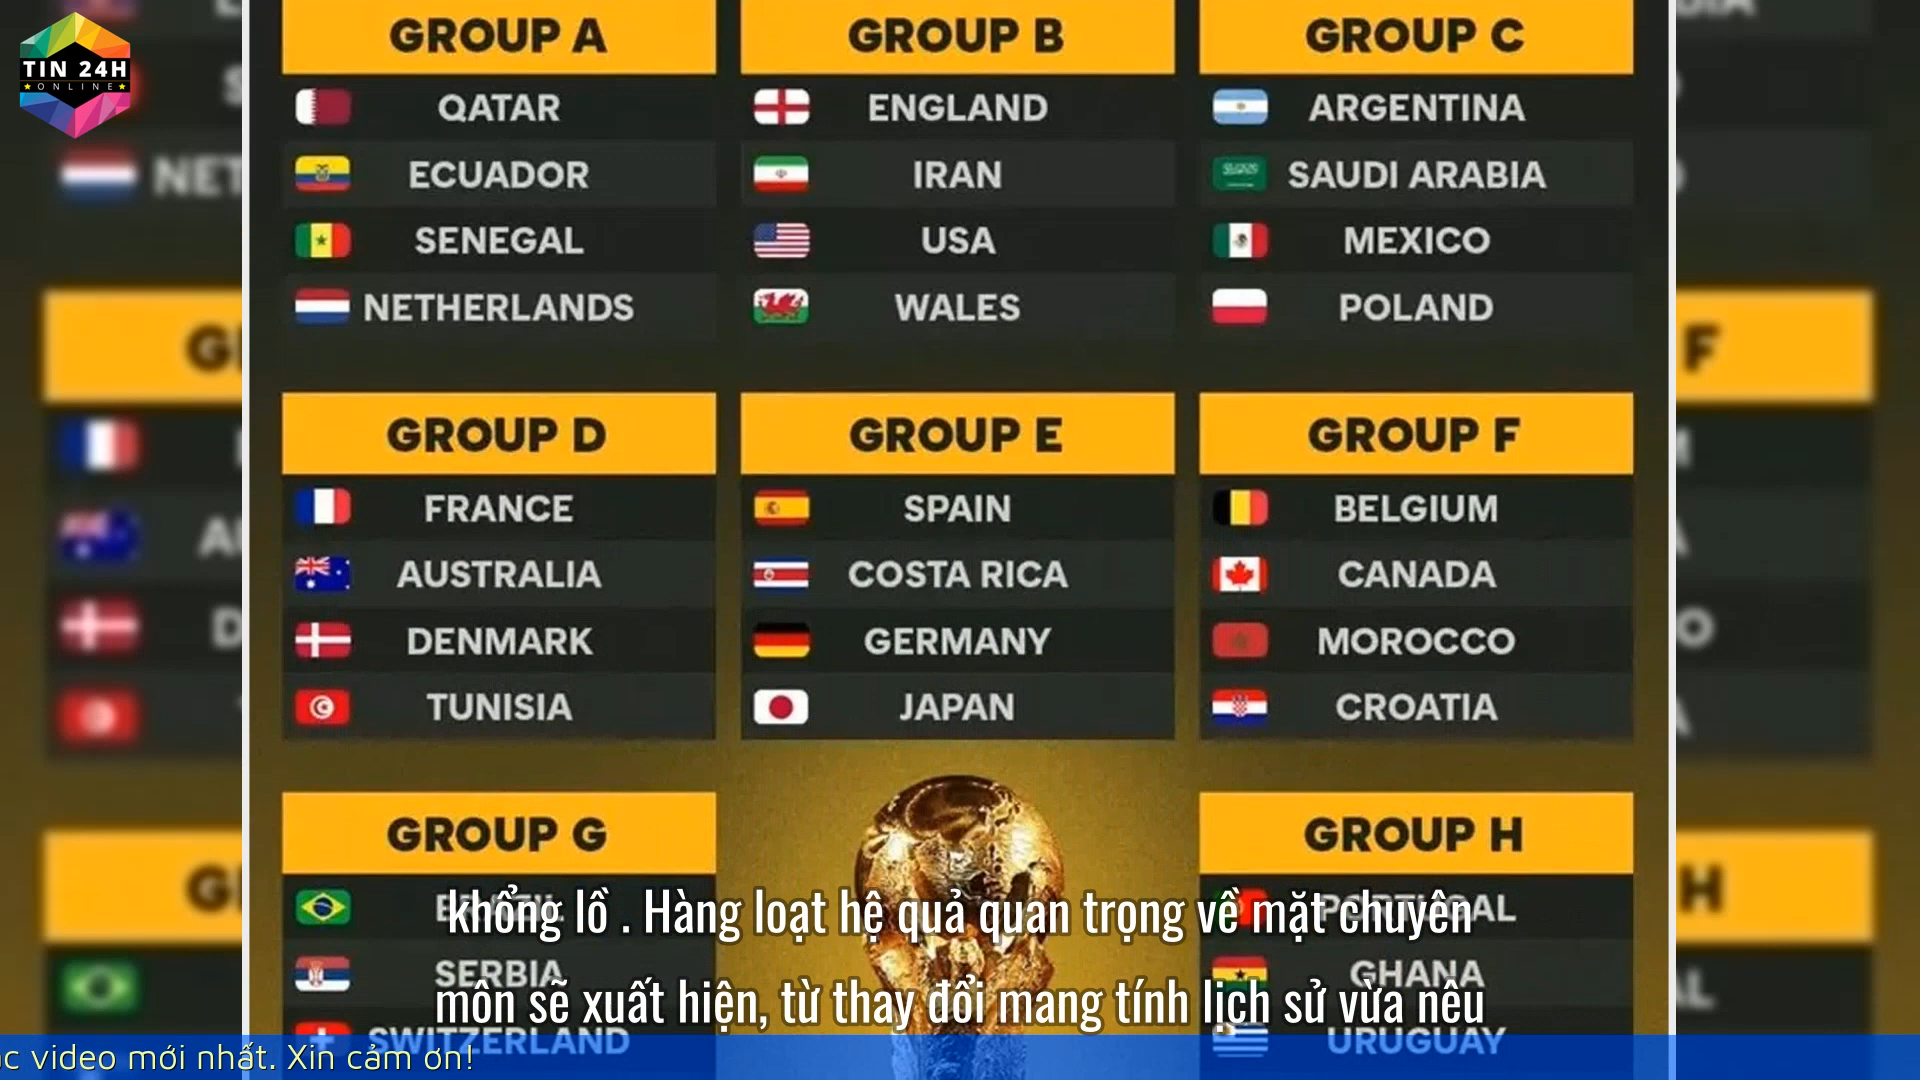 TIN 24H
ONLINE
GROUP A
QATAR
ECUADOR
SENEGAL
NETHERLANDS
GROUP B
ENGLAND
IRAN
USA
WALES
GROUP C
ARGENTINA
SAUDI ARABIA
MEXICO
POLAND
GROUP D
FRANCE
AUSTRALIA
DENMARK
TUNISIA
GROUP E
SPAIN
COSTA RICA
GERMANY
JAPAN
GROUP F
BELGIUM
CANADA
MOROCCO
CROATIA
GROUP G
BRAZIL
SERBIA
SWITZERLAND
GROUP H
PORTUGAL
GHANA
URUGUAY
khổng lồ . Hàng loạt hệ quả quan trọng về mặt chuyên
môn sẽ xuất hiện, từ thay đổi mang tính lịch sử vừa nêu
video mới nhất. Xin cảm ơn!